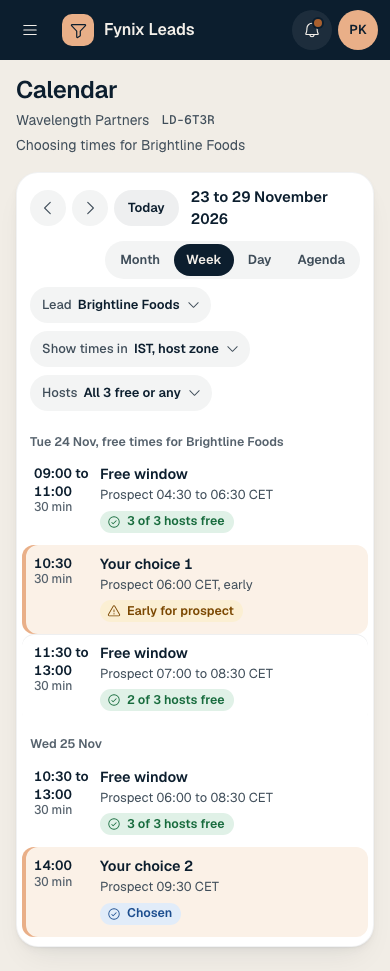 Fynix Leads
PK
Calendar
Wavelength Partners LD-6T3R
Choosing times for Brightline Foods
Today
23 to 29 November
2026
Month Week Day Agenda
Lead Brightline Foods
Show times in IST, host zone
Hosts All 3 free or any
Tue 24 Nov, free times for Brightline Foods
09:00 to
11:00
30 min
Free window
Prospect 04:30 to 06:30 CET
3 of 3 hosts free
10:30
30 min
Your choice 1
Prospect 06:00 CET, early
Early for prospect
11:30 to
13:00
30 min
Free window
Prospect 07:00 to 08:30 CET
2 of 3 hosts free
Wed 25 Nov
10:30 to
13:00
30 min
Free window
Prospect 06:00 to 08:30 CET
3 of 3 hosts free
14:00
30 min
Your choice 2
Prospect 09:30 CET
Chosen